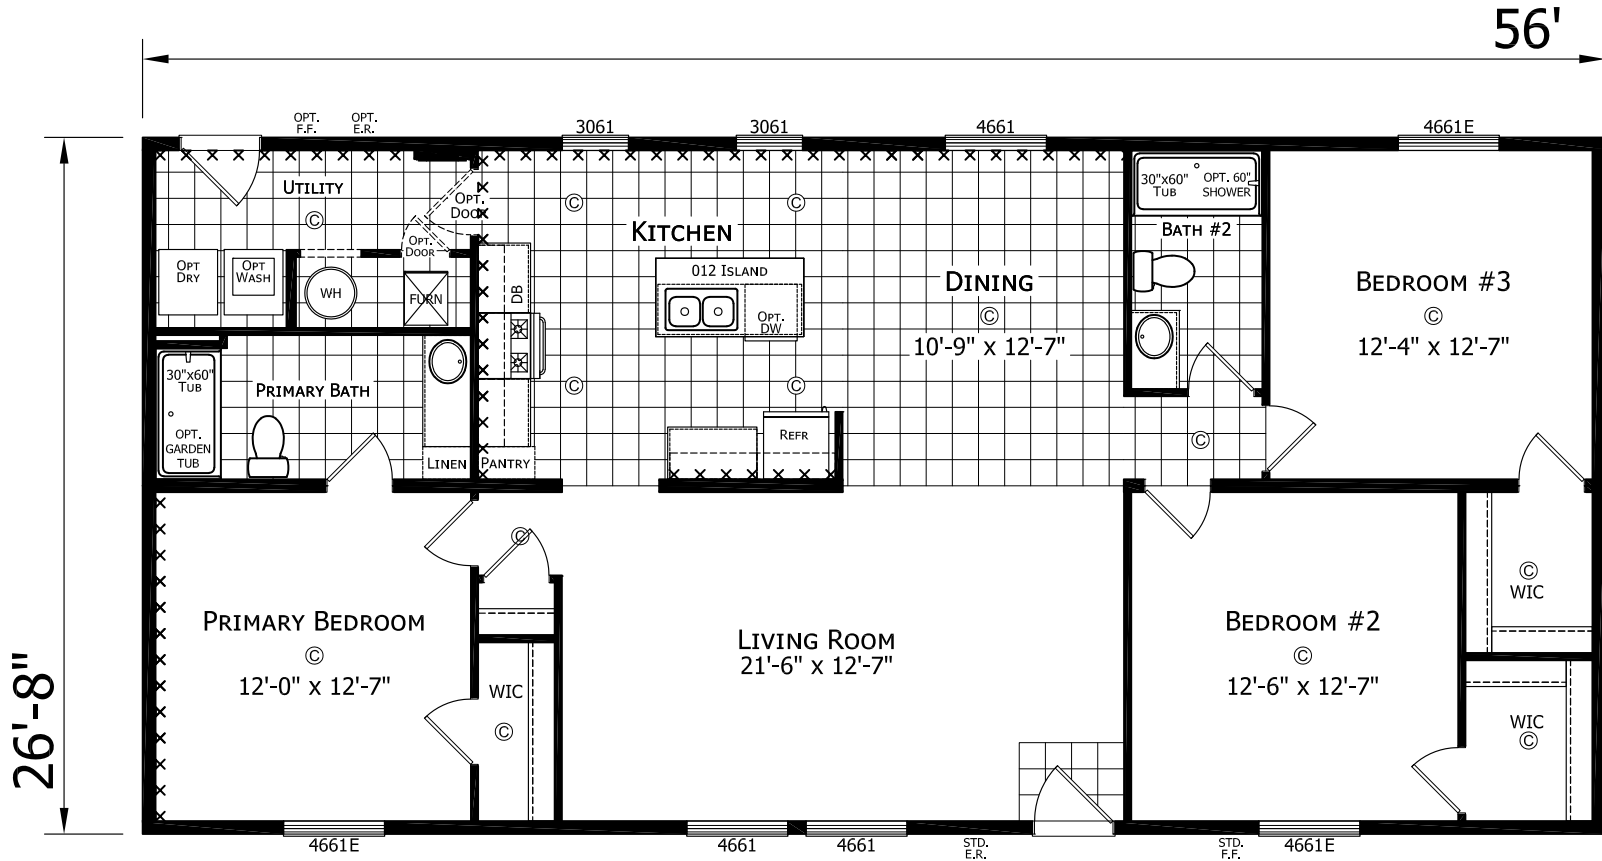 56'
OPT.
F.F.
OPT.
E.R.
3061
3061
4661
4661E
UTILITY
©
OPT.
DOOR
OPT.
DOOR
OPT
DRY
OPT
WASH
WH
FURN
©
©
KITCHEN
012 ISLAND
DB
OPT.
DW
DINING
©
10'-9" x 12'-7"
30"x60"
TUB
OPT. 60"
SHOWER
BATH #2
BEDROOM #3
©
12'-4" x 12'-7"
30"x60"
TUB
OPT.
GARDEN
TUB
PRIMARY BATH
LINEN
PANTRY
©
©
REFR
©
©
PRIMARY BEDROOM
©
12'-0" x 12'-7"
WIC
©
LIVING ROOM
21'-6" x 12'-7"
BEDROOM #2
©
12'-6" x 12'-7"
©
WIC
WIC
©
26'-8"
4661E
4661
4661
STD.
E.R.
STD.
F.F.
4661E